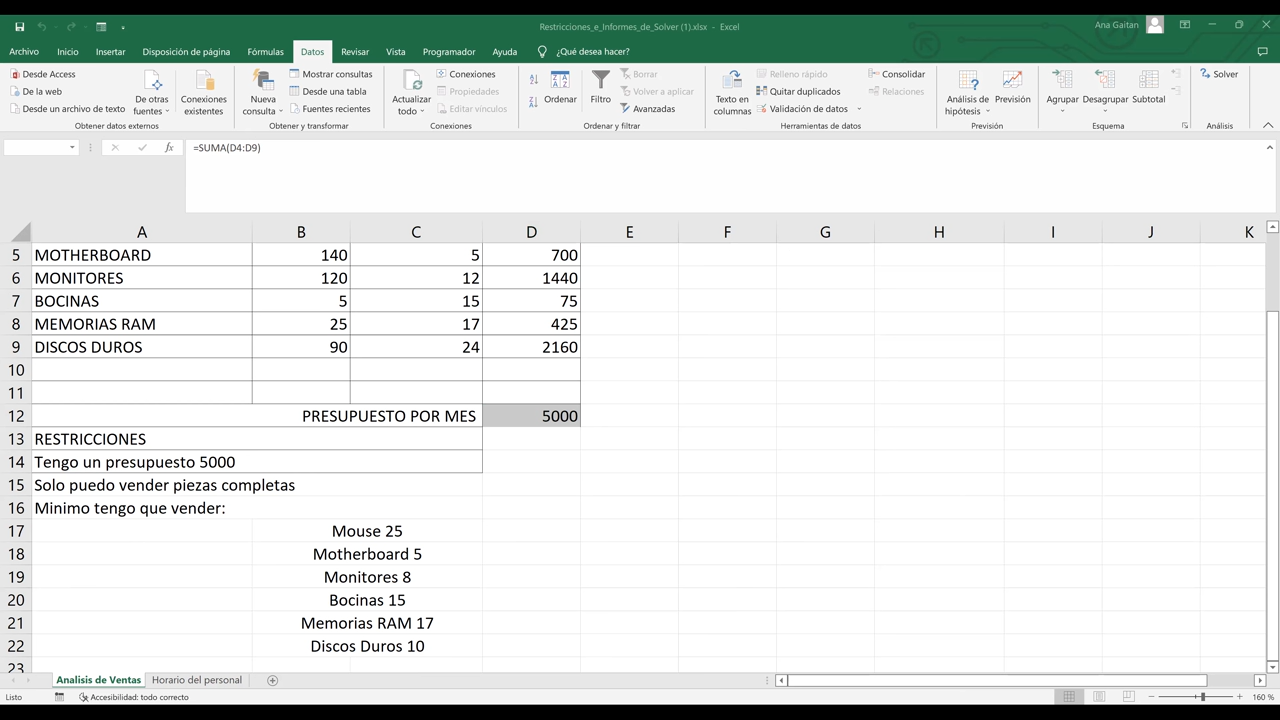 Restricciones_e_Informes_de_Solver (1).xlsx - Excel
Ana Gaitan
Archivo Inicio Insertar Disposición de página Fórmulas Datos Revisar Vista Programador Ayuda ¿Qué desea hacer?
Desde Access
De la web
Desde un archivo de texto
De otras fuentes
Conexiones existentes
Obtener datos externos
Nueva consulta
Mostrar consultas
Desde una tabla
Fuentes recientes
Obtener y transformar
Actualizar todo
Conexiones
Propiedades
Editar vínculos
Conexiones
Ordenar
Filtro
Borrar
Volver a aplicar
Avanzadas
Ordenar y filtrar
Texto en columnas
Relleno rápido
Quitar duplicados
Validación de datos
Consolidar
Relaciones
Herramientas de datos
Análisis de hipótesis
Previsión
Previsión
Agrupar
Desagrupar
Subtotal
Esquema
Solver
Análisis
fx =SUMA(D4:D9)
A B C D E F G H I J K
5 MOTHERBOARD 140 5 700
6 MONITORES 120 12 1440
7 BOCINAS 5 15 75
8 MEMORIAS RAM 25 17 425
9 DISCOS DUROS 90 24 2160
10
11
12 PRESUPUESTO POR MES 5000
13 RESTRICCIONES
14 Tengo un presupuesto 5000
15 Solo puedo vender piezas completas
16 Minimo tengo que vender:
17 Mouse 25
18 Motherboard 5
19 Monitores 8
20 Bocinas 15
21 Memorias RAM 17
22 Discos Duros 10
23
Analisis de Ventas Horario del personal
Listo Accesibilidad: todo correcto 160 %